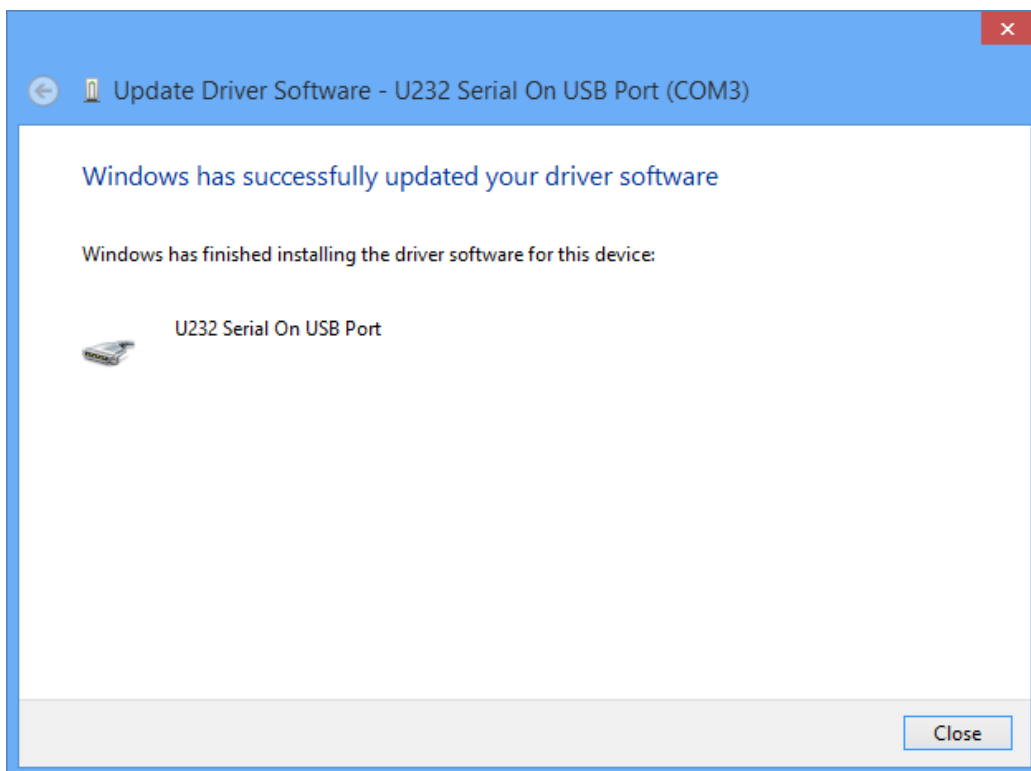 Update Driver Software - U232 Serial On USB Port (COM3)
Windows has successfully updated your driver software
Windows has finished installing the driver software for this device:
U232 Serial On USB Port
Close